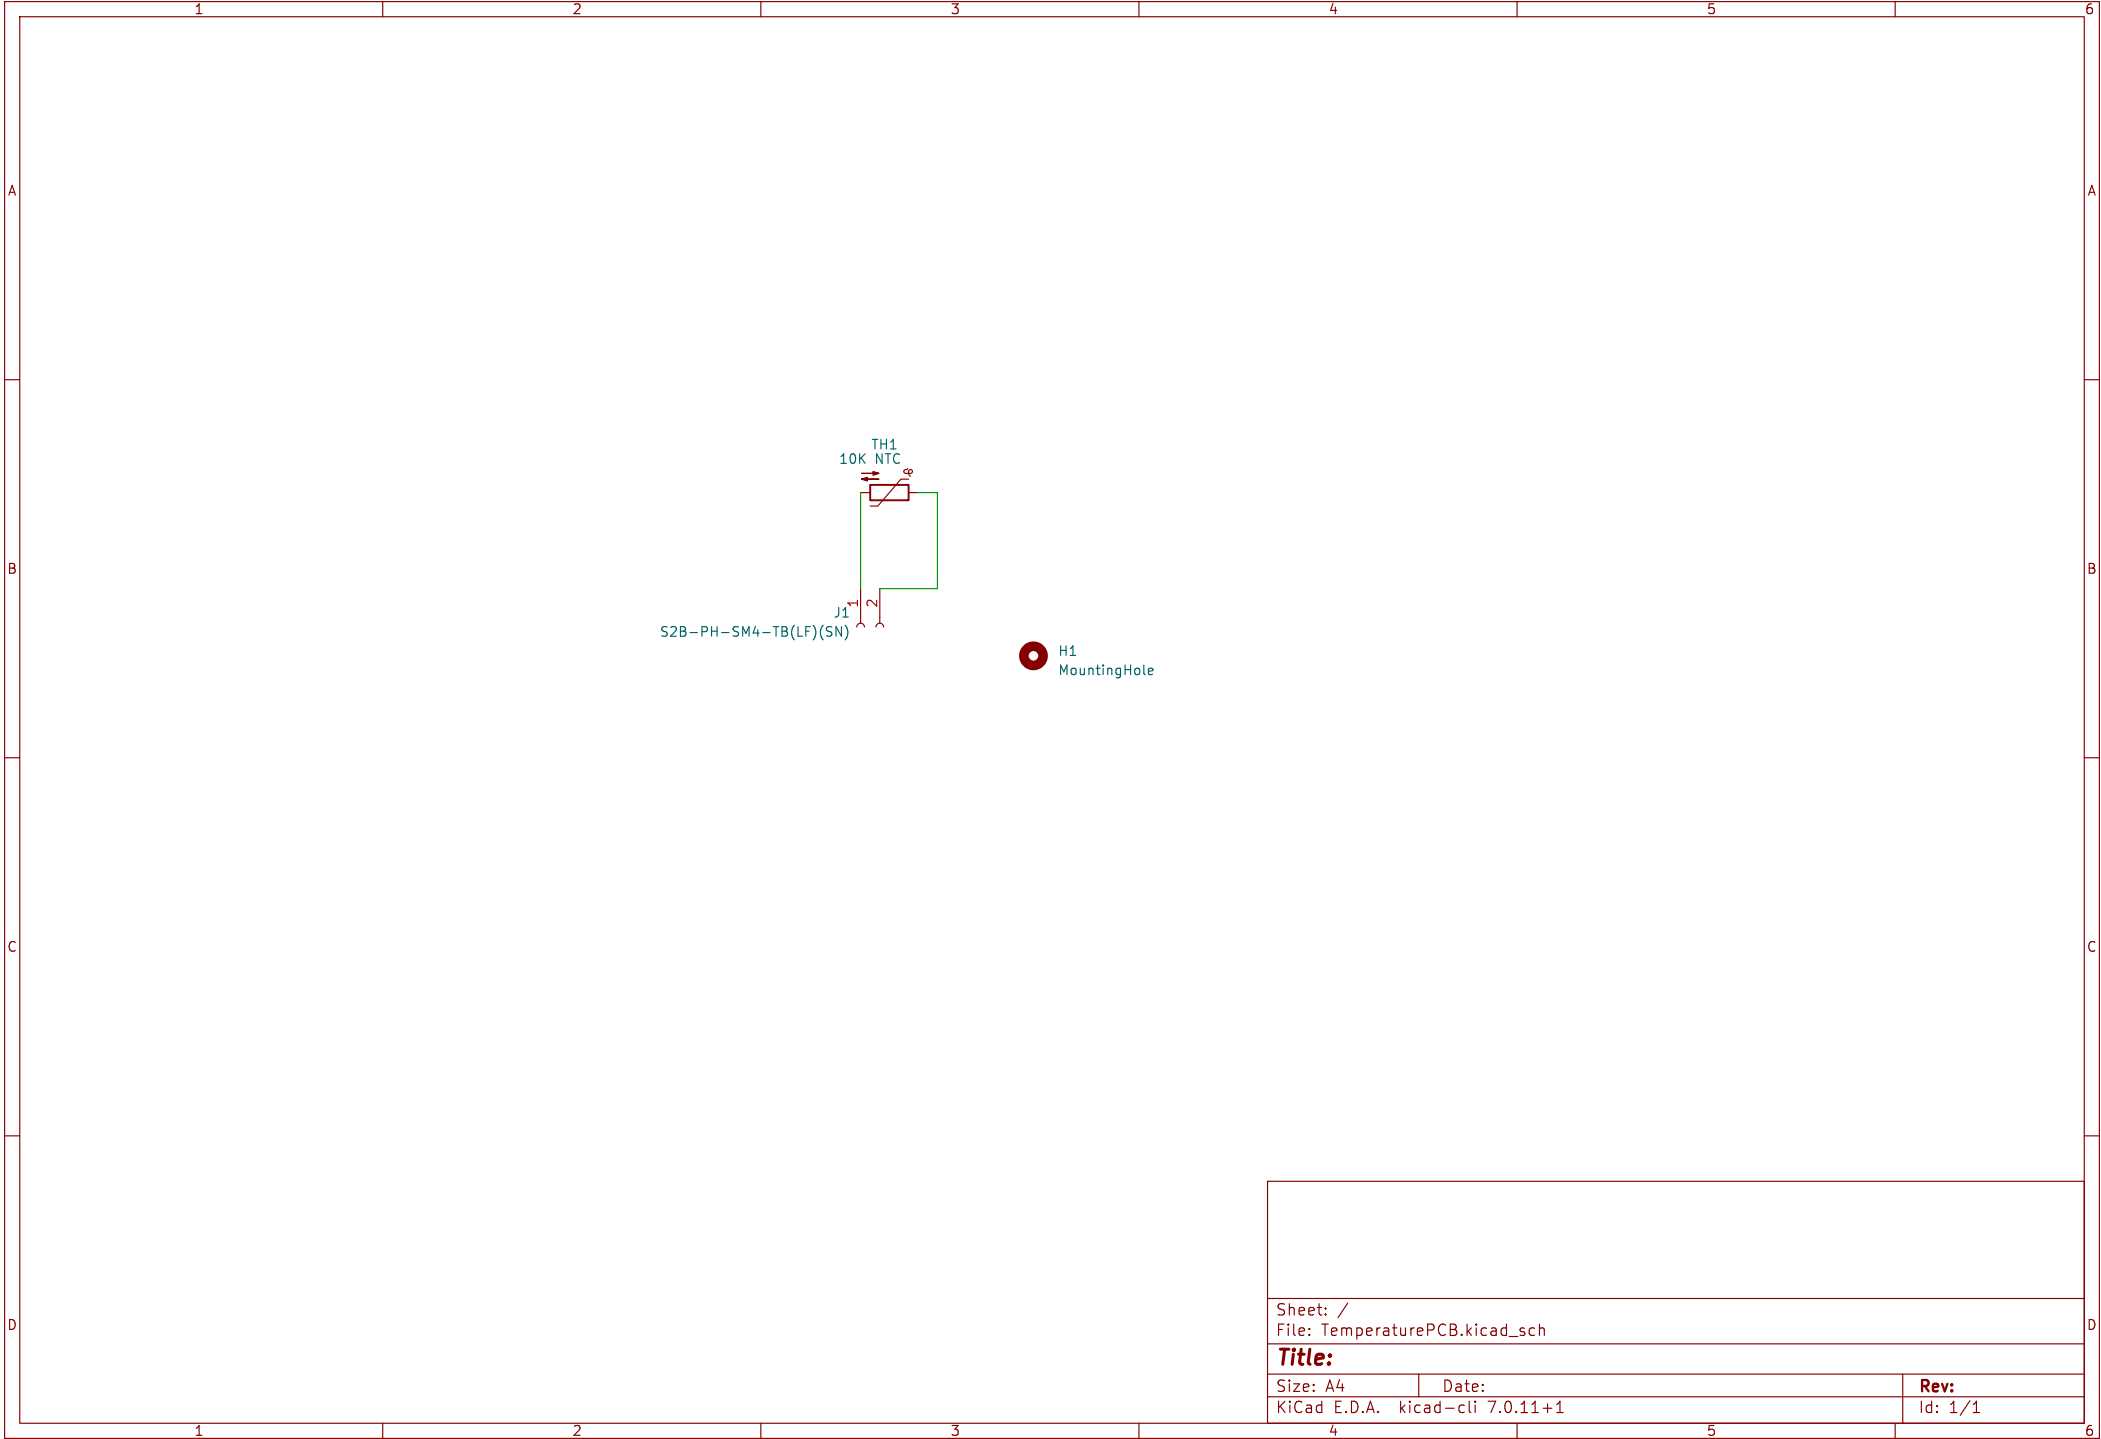 1 2 3 4 5 6
A A
TH1
10K NTC
θ
B B
1 2
J1
S2B-PH-SM4-TB(LF)(SN)
H1
MountingHole
C C
Sheet: /
File: TemperaturePCB.kicad_sch
D D
Title:
Size: A4 Date: Rev:
KiCad E.D.A. kicad-cli 7.0.11+1 Id: 1/1
1 2 3 4 5 6